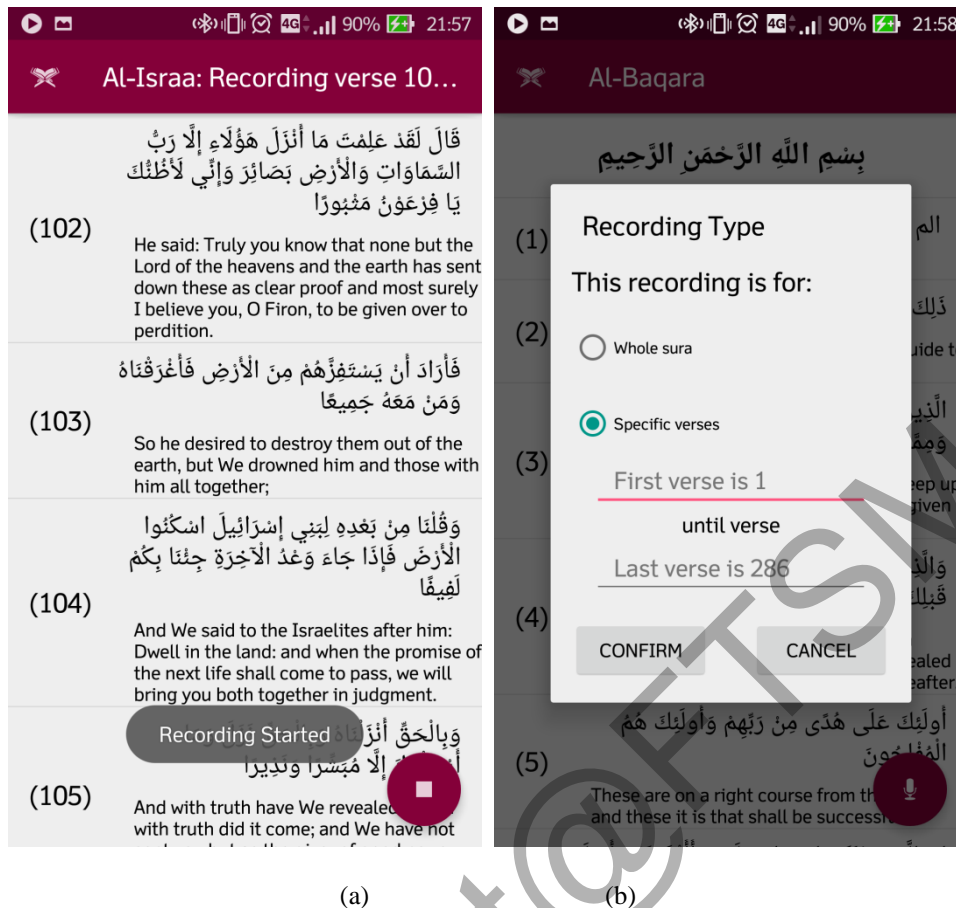 90% 21:57
4G
Al-Israa: Recording verse 10...
(102)
قَالَ لَقَدْ عَلِمْتَ مَا أَنْزَلَ هَؤُلَاءِ إِلَّا رَبُّ
السَّمَاوَاتِ وَالْأَرْضِ بَصَائِرَ وَإِنِّي لَأَظُنُّكَ
يَا فِرْعَوْنُ مَثْبُورًا
He said: Truly you know that none but the
Lord of the heavens and the earth has sent
down these as clear proof and most surely
I believe you, O Firon, to be given over to
perdition.
(103)
فَأَرَادَ أَنْ يَسْتَفِزَّهُمْ مِنَ الْأَرْضِ فَأَغْرَقْنَاهُ
وَمَنْ مَعَهُ جَمِيعًا
So he desired to destroy them out of the
earth, but We drowned him and those with
him all together;
(104)
وَقُلْنَا مِنْ بَعْدِهِ لِبَنِي إِسْرَائِيلَ اسْكُنُوا
الْأَرْضَ فَإِذَا جَاءَ وَعْدُ الْآخِرَةِ جِئْنَا بِكُمْ
لَفِيفًا
And We said to the Israelites after him:
Dwell in the land: and when the promise of
the next life shall come to pass, we will
bring you both together in judgment.
Recording Started
(105)
وَبِالْحَقِّ
إِلَّا مُبَشِّرًا وَنَذِيرًا
And with truth have We revealed
with truth did it come; and We have not
(a)
4G 90% 21:58
Al-Baqara
بِسْمِ اللَّهِ الرَّحْمَنِ الرَّحِيمِ
(1)
الم
(2)
ذَلِكَ
(3)
(4)
Recording Type
This recording is for:
Whole sura
Specific verses
First verse is 1
until verse
Last verse is 286
CONFIRM CANCEL
(5)
أُولَئِكَ عَلَى هُدًى مِنْ رَبِّهِمْ وَأُولَئِكَ هُمُ
الْمُفْلِحُونَ
These are on a right course from
and these it is that shall be
(b)
@FTSM